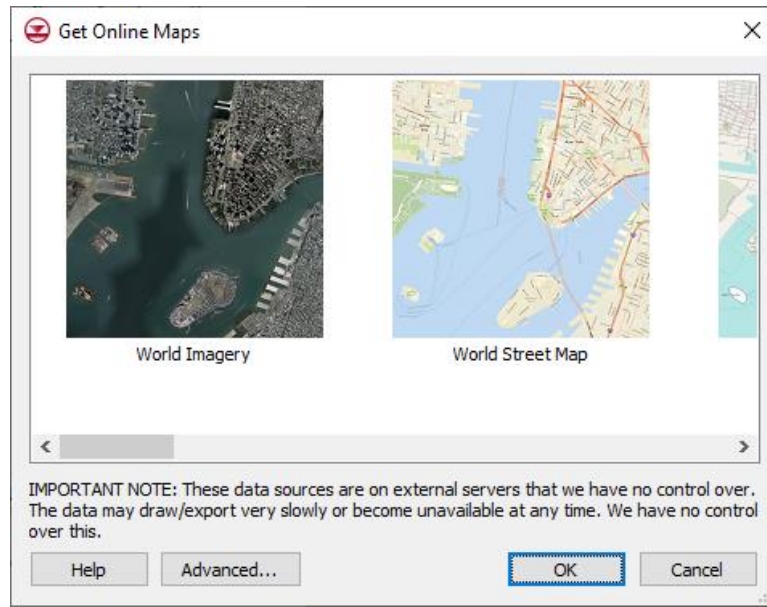 Get Online Maps
World Imagery
World Street Map
IMPORTANT NOTE: These data sources are on external servers that we have no control over.
The data may draw/export very slowly or become unavailable at any time. We have no control
over this.
Help
Advanced...
OK
Cancel